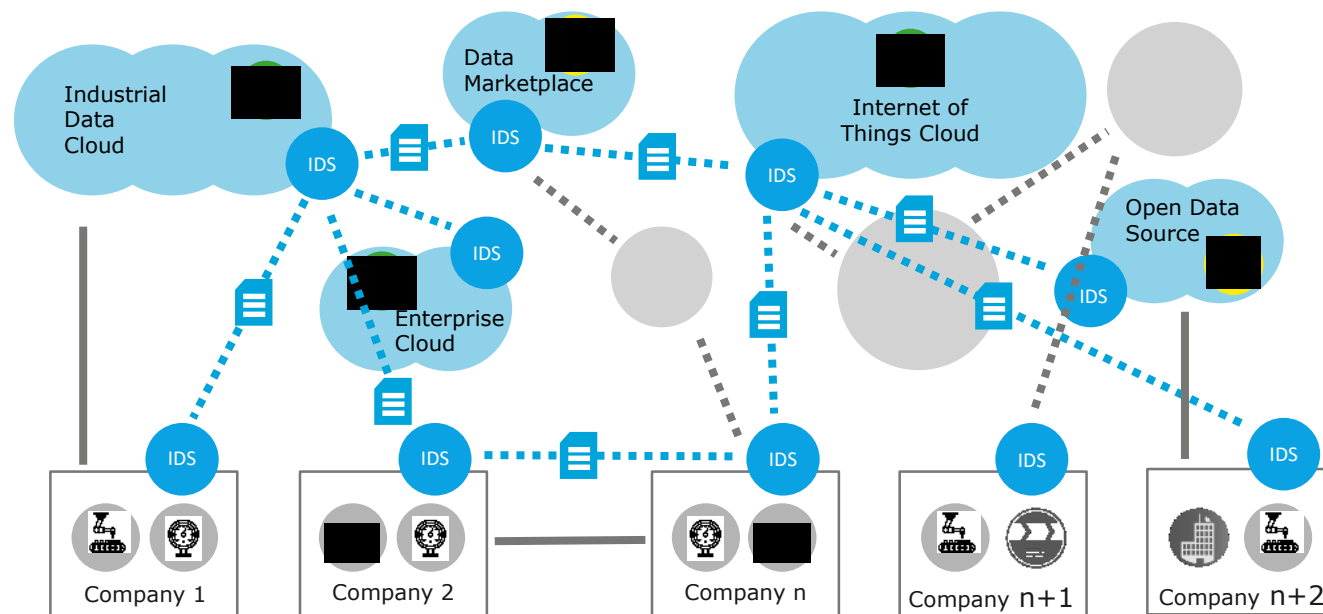 Industrial
Data
Cloud
Data
Marketplace
Internet of
Things Cloud
Open Data
Source
Enterprise
Cloud
IDS
IDS
IDS
IDS
IDS
IDS
IDS
IDS
IDS
IDS
Company 1
Company 2
Company n
Company n+1
Company n+2